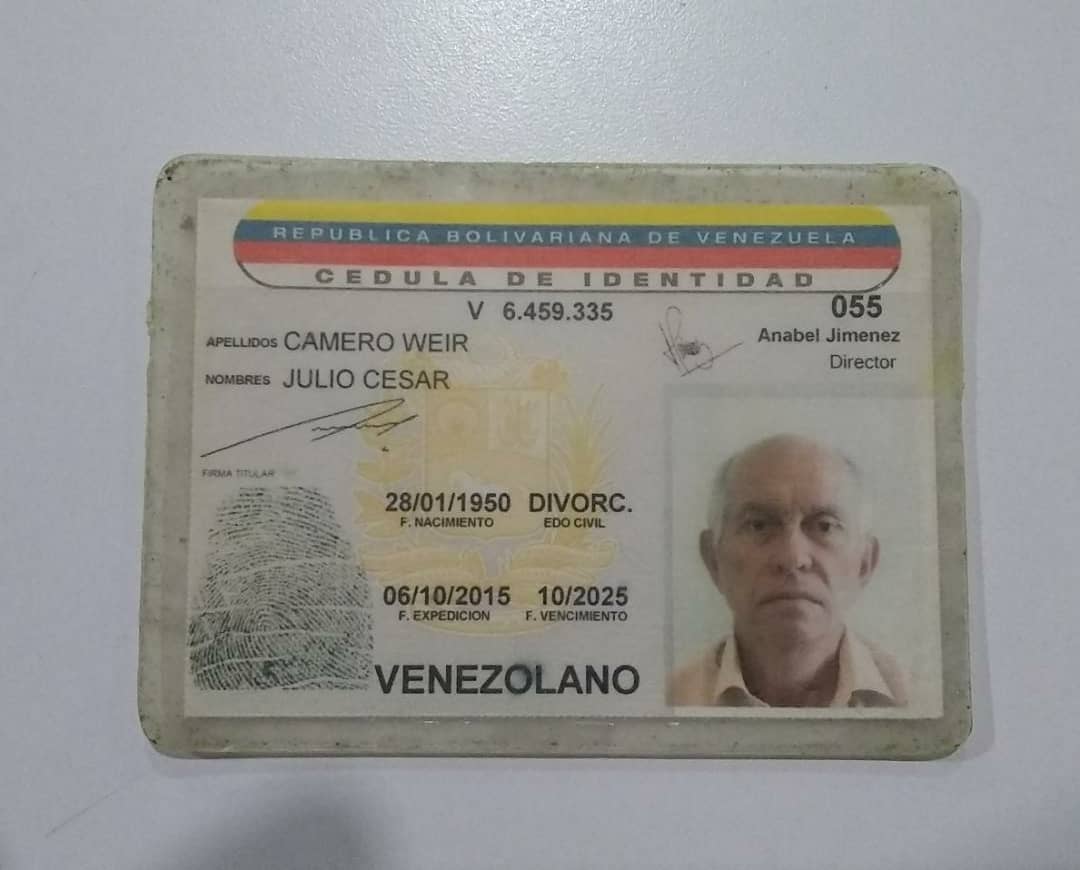 REPUBLICA BOLIVARIANA DE VENEZUELA
CEDULA DE IDENTIDAD
V 6.459.335
055
APELLIDOS CAMERO WEIR
Anabel Jimenez
Director
NOMBRES JULIO CESAR
FIRMA TITULAR
28/01/1950 DIVORC.
F. NACIMIENTO EDO CIVIL
06/10/2015 10/2025
F. EXPEDICION F. VENCIMIENTO
VENEZOLANO